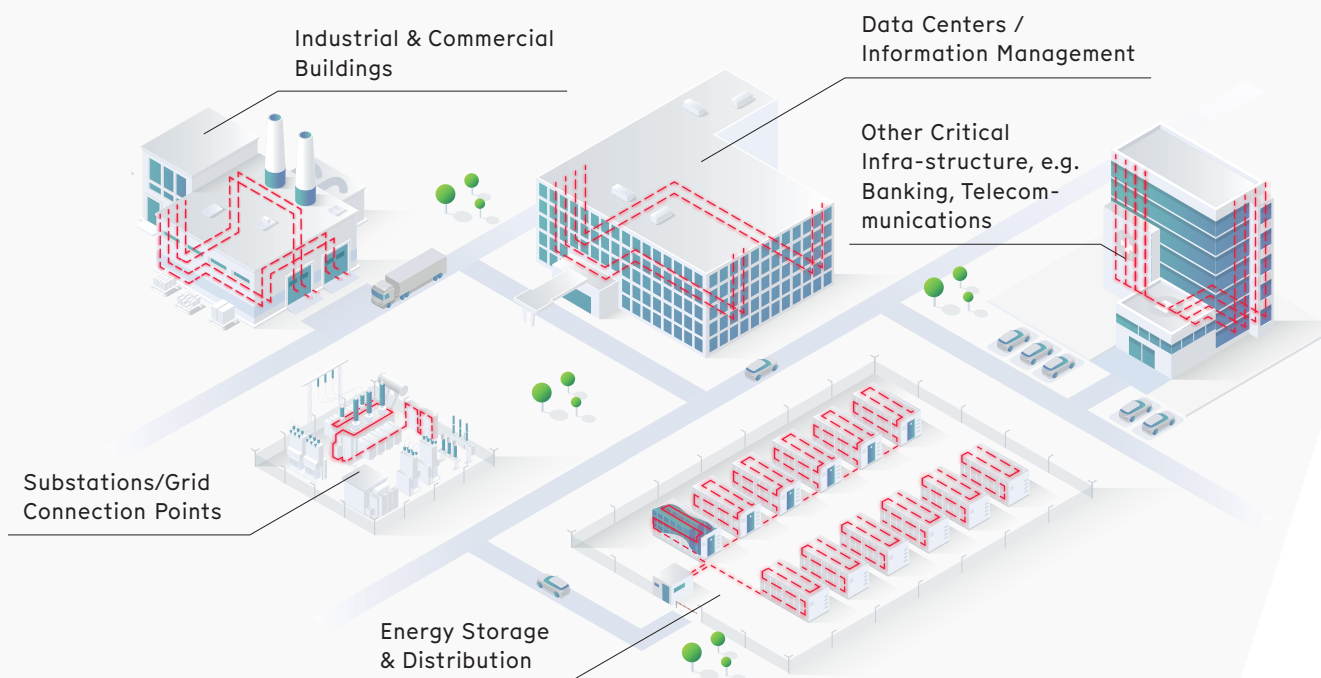 Industrial & Commercial
Buildings
Data Centers /
Information Management
Other Critical
Infra-structure, e.g.
Banking, Telecom-
munications
Substations/Grid
Connection Points
Energy Storage
& Distribution